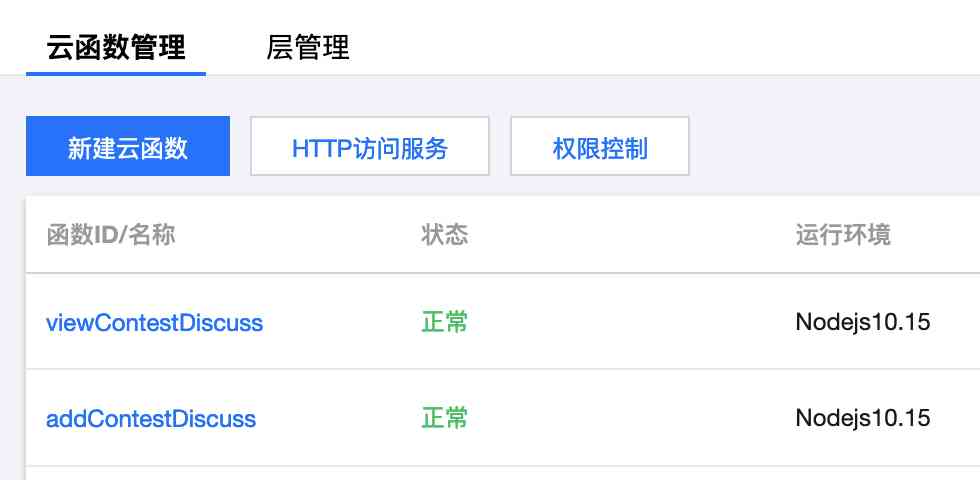 云函数管理 层管理
新建云函数 HTTP访问服务 权限控制
函数ID/名称 状态 运行环境
viewContestDiscuss 正常 Nodejs10.15
addContestDiscuss 正常 Nodejs10.15